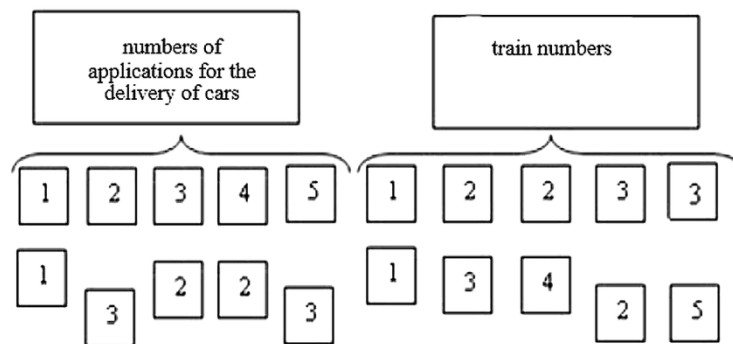 numbers of
applications for the
delivery of cars
train numbers
1 2 3 4 5 1 2 2 3 3
1 3 2 2 3 1 3 4 2 5